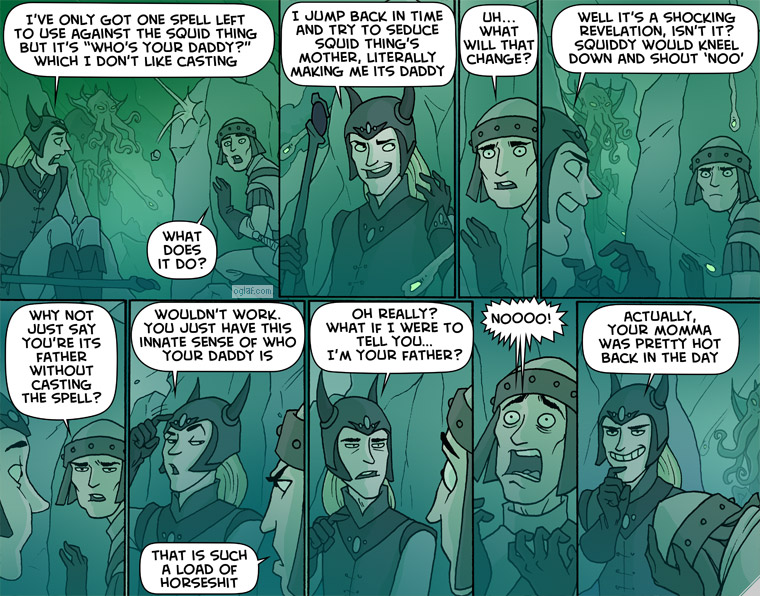 I'VE ONLY GOT ONE SPELL LEFT
TO USE AGAINST THE SQUID THING
BUT IT'S "WHO'S YOUR DADDY?"
WHICH I DON'T LIKE CASTING
WHAT
DOES
IT DO?
oglaf.com
I JUMP BACK IN TIME
AND TRY TO SEDUCE
SQUID THING'S
MOTHER, LITERALLY
MAKING ME ITS DADDY
UH...
WHAT
WILL THAT
CHANGE?
WELL IT'S A SHOCKING
REVELATION, ISN'T IT?
SQUIDDY WOULD KNEEL
DOWN AND SHOUT 'NOO'
WHY NOT
JUST SAY
YOU'RE ITS
FATHER
WITHOUT
CASTING
THE SPELL?
WOULDN'T WORK.
YOU JUST HAVE THIS
INNATE SENSE OF WHO
YOUR DADDY IS
THAT IS SUCH
A LOAD OF
HORSESHIT
OH REALLY?
WHAT IF I WERE TO
TELL YOU...
I'M YOUR FATHER?
NOOOO!
ACTUALLY,
YOUR MOMMA
WAS PRETTY HOT
BACK IN THE DAY